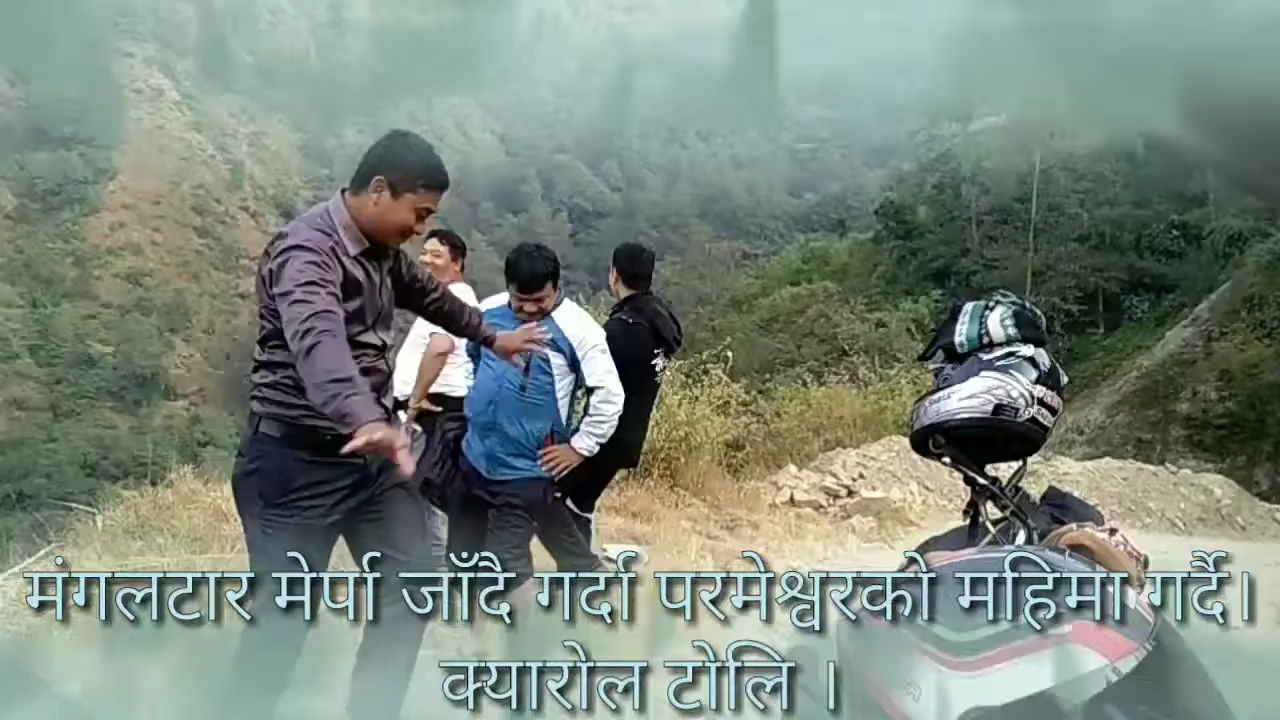 मंगलटार मेर्पा जाँदै गर्दा परमेश्वरको महिमा गर्दै।
क्यारोल टोलि ।